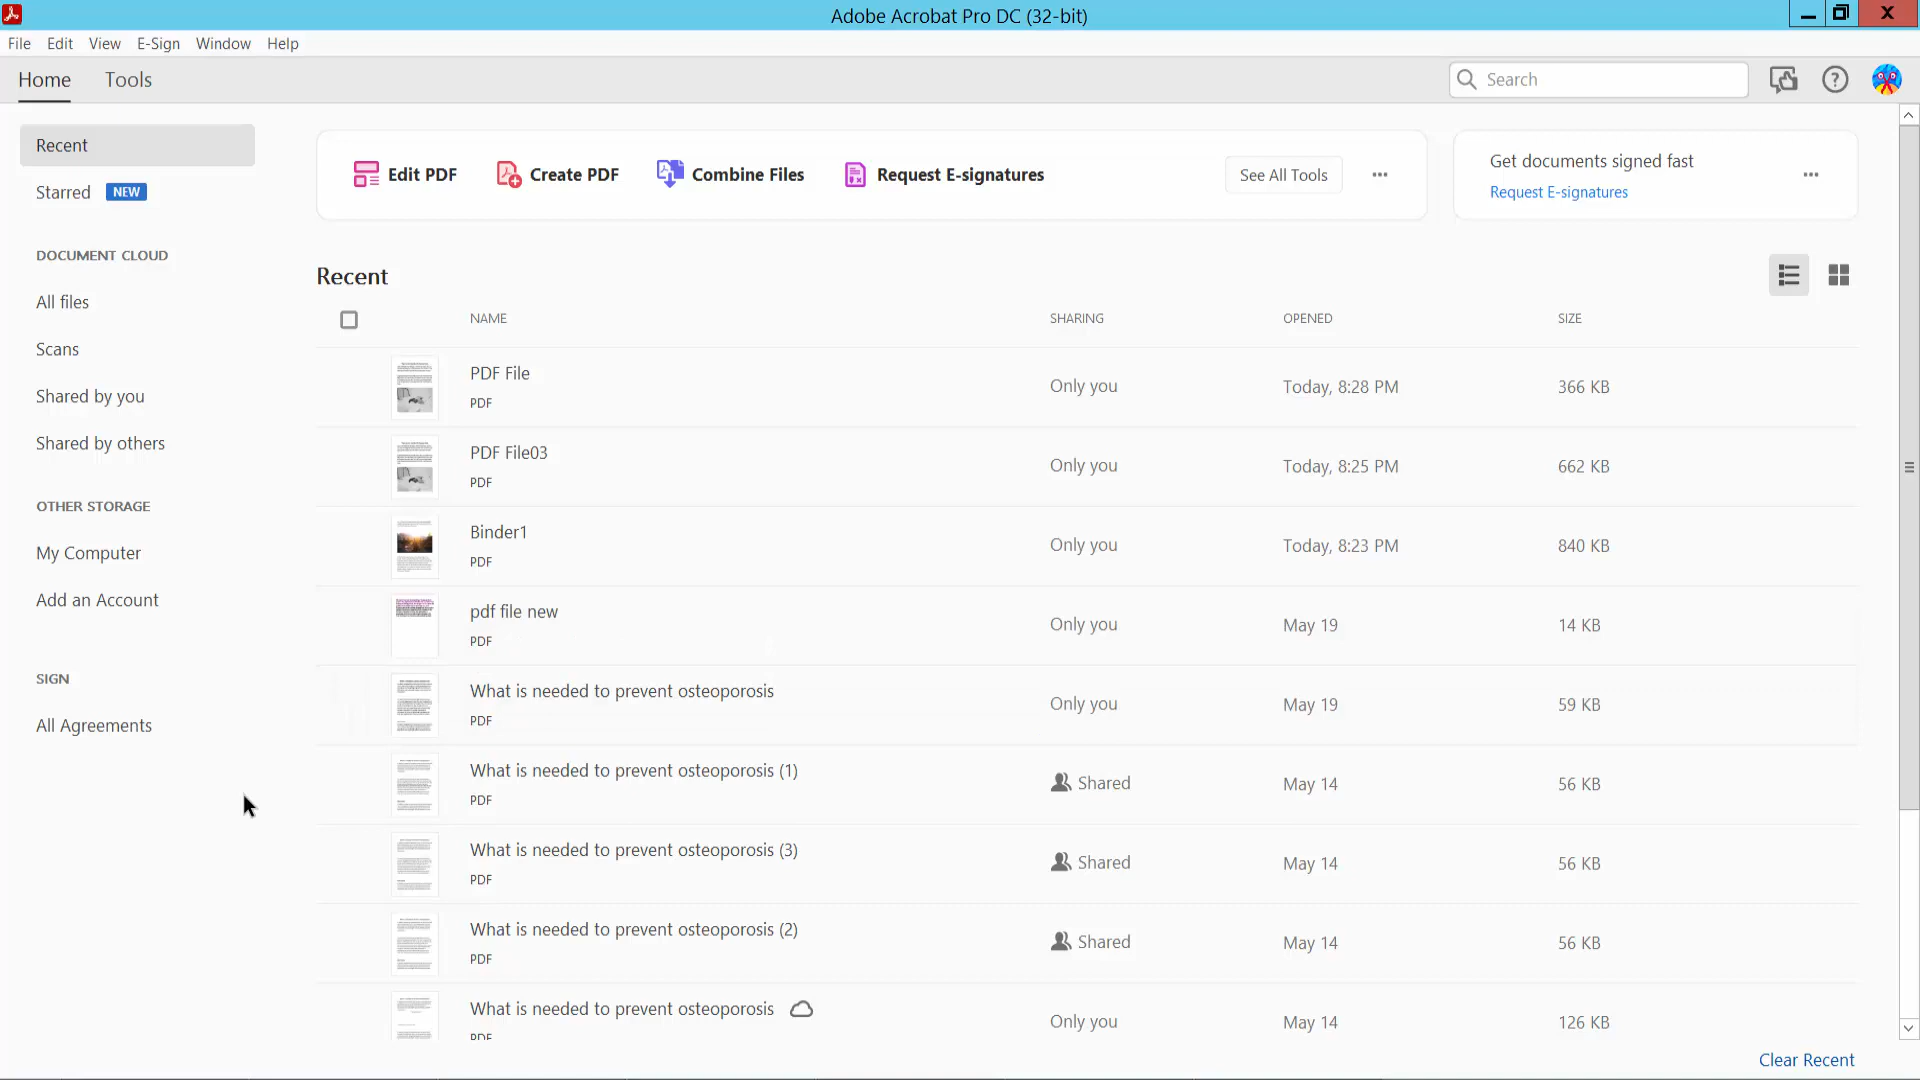 Adobe Acrobat Pro DC (32-bit)
File Edit View E-Sign Window Help
Home Tools
Search
Recent
Starred NEW
DOCUMENT CLOUD
All files
Scans
Shared by you
Shared by others
OTHER STORAGE
My Computer
Add an Account
SIGN
All Agreements
Edit PDF Create PDF Combine Files Request E-signatures See All Tools
Get documents signed fast
Request E-signatures
Recent
NAME SHARING OPENED SIZE
PDF File Only you Today, 8:28 PM 366 KB
PDF
PDF File03 Only you Today, 8:25 PM 662 KB
PDF
Binder1 Only you Today, 8:23 PM 840 KB
PDF
pdf file new Only you May 19 14 KB
PDF
What is needed to prevent osteoporosis Only you May 19 59 KB
PDF
What is needed to prevent osteoporosis (1) Shared May 14 56 KB
PDF
What is needed to prevent osteoporosis (3) Shared May 14 56 KB
PDF
What is needed to prevent osteoporosis (2) Shared May 14 56 KB
PDF
What is needed to prevent osteoporosis Only you May 14 126 KB
PDF
Clear Recent